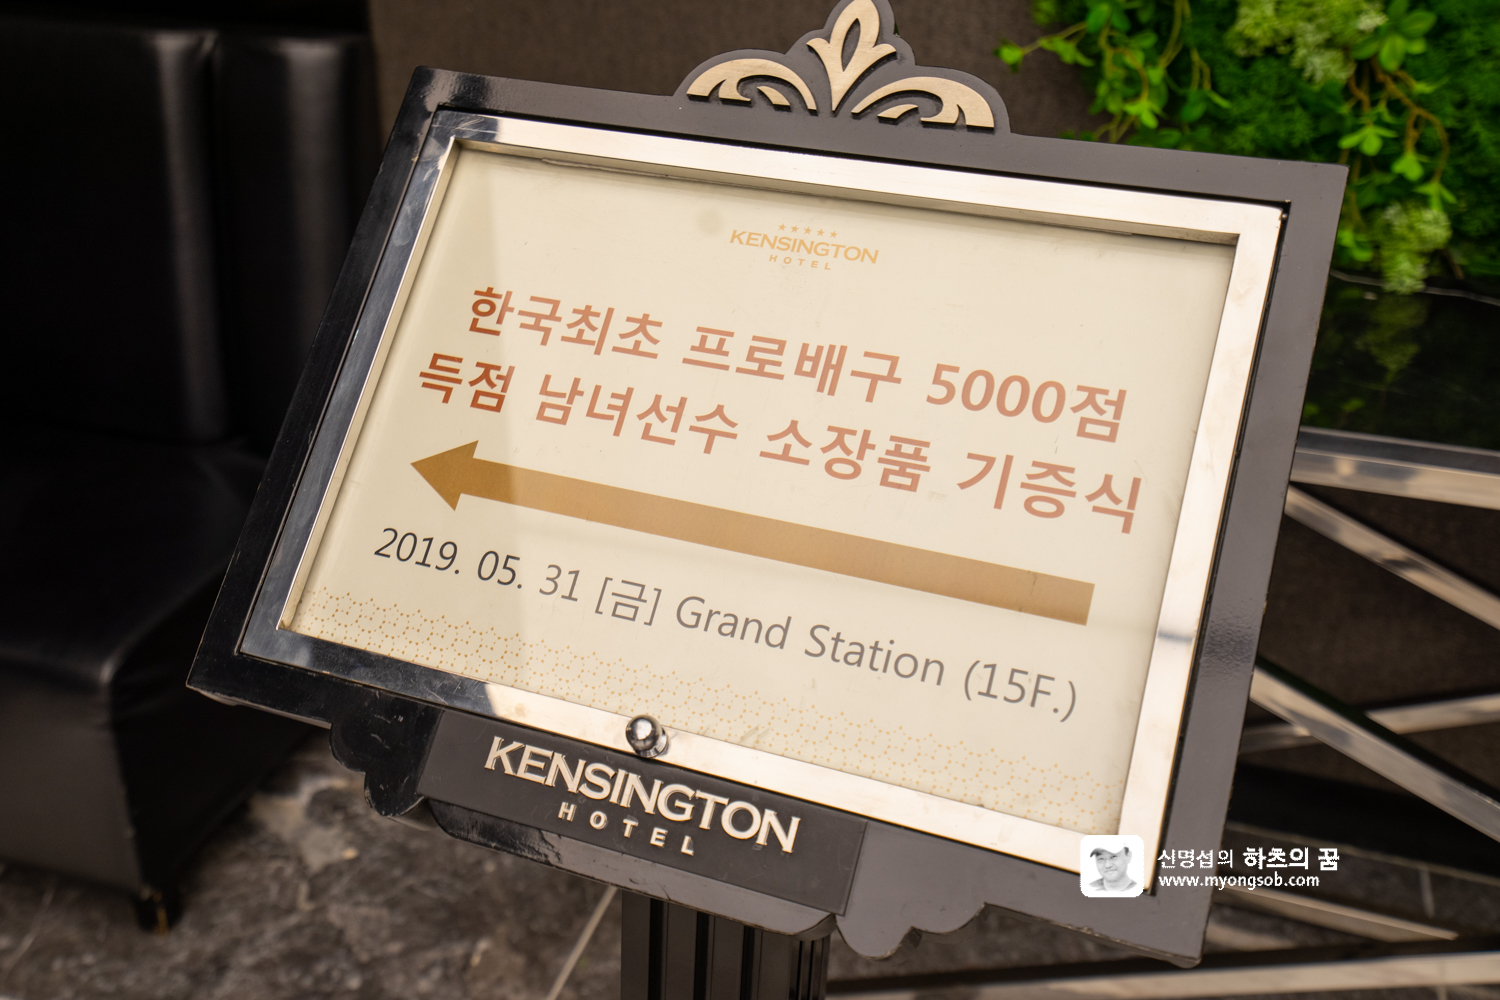 ★★★★★
KENSINGTON
HOTEL
한국최초 프로배구 5000점
득점 남녀선수 소장품 기증식
2019. 05. 31 [금] Grand Station (15F.)
KENSINGTON
HOTEL
신명섭의 하츠의 꿈
www.myongsob.com